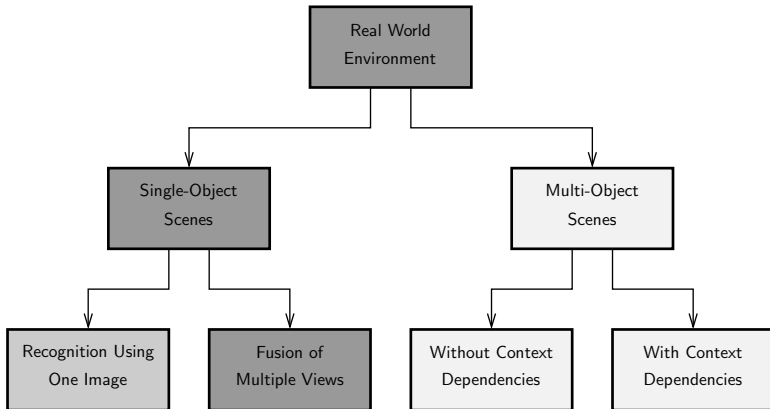 Real World
Environment
Single-Object
Scenes
Multi-Object
Scenes
Recognition Using
One Image
Fusion of
Multiple Views
Without Context
Dependencies
With Context
Dependencies